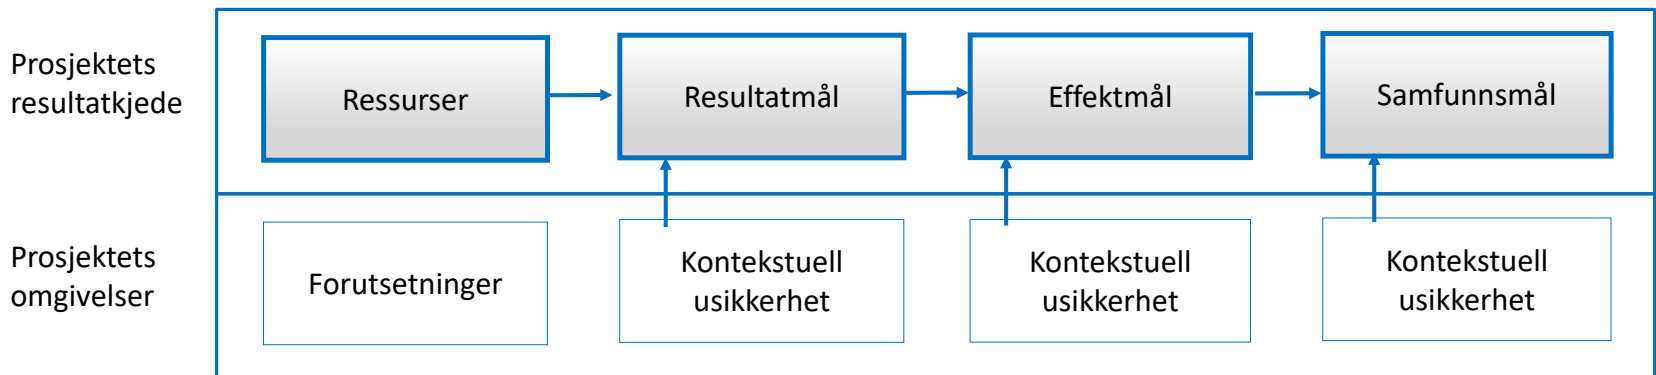 Prosjektets
resultatkjede
Ressurser
Resultatmål
Effektmål
Samfunnsmål
Prosjektets
omgivelser
Forutsetninger
Kontekstuell
usikkerhet
Kontekstuell
usikkerhet
Kontekstuell
usikkerhet